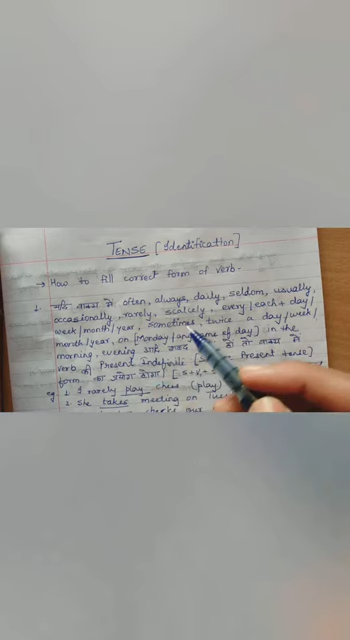 TENSE [Identification]
→ How to fill correct form of verb.
1. यदि वाक्य में often, always, daily, seldom, usually,
occasionally, rarely, scalcely, every/each + day/
week/month/year, sometimes, twice a day/week/
month/year, on [Monday/any name of day] in the
morning, evening आदि शब्द हो तो वाक्य में
verb की Present Indefinite Present tense]
form का प्रयोग होगा [S+V₁+
eg 1. I rarely play chess (play)
2. She takes meeting on